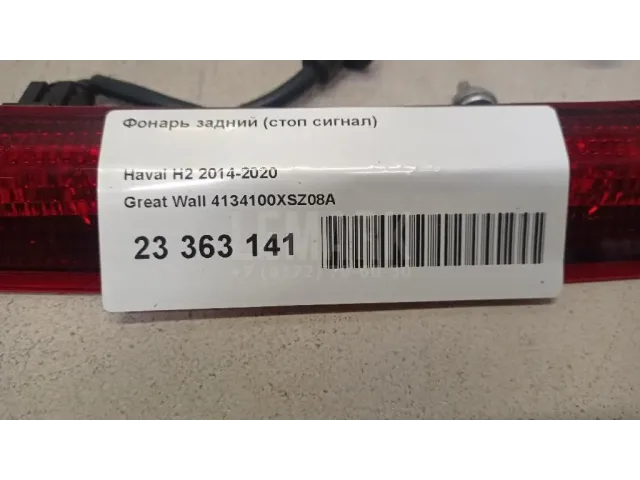 Фонарь задний (стоп сигнал)
Haval H2 2014-2020
Great Wall 4134100XSZ08A
23 363 141